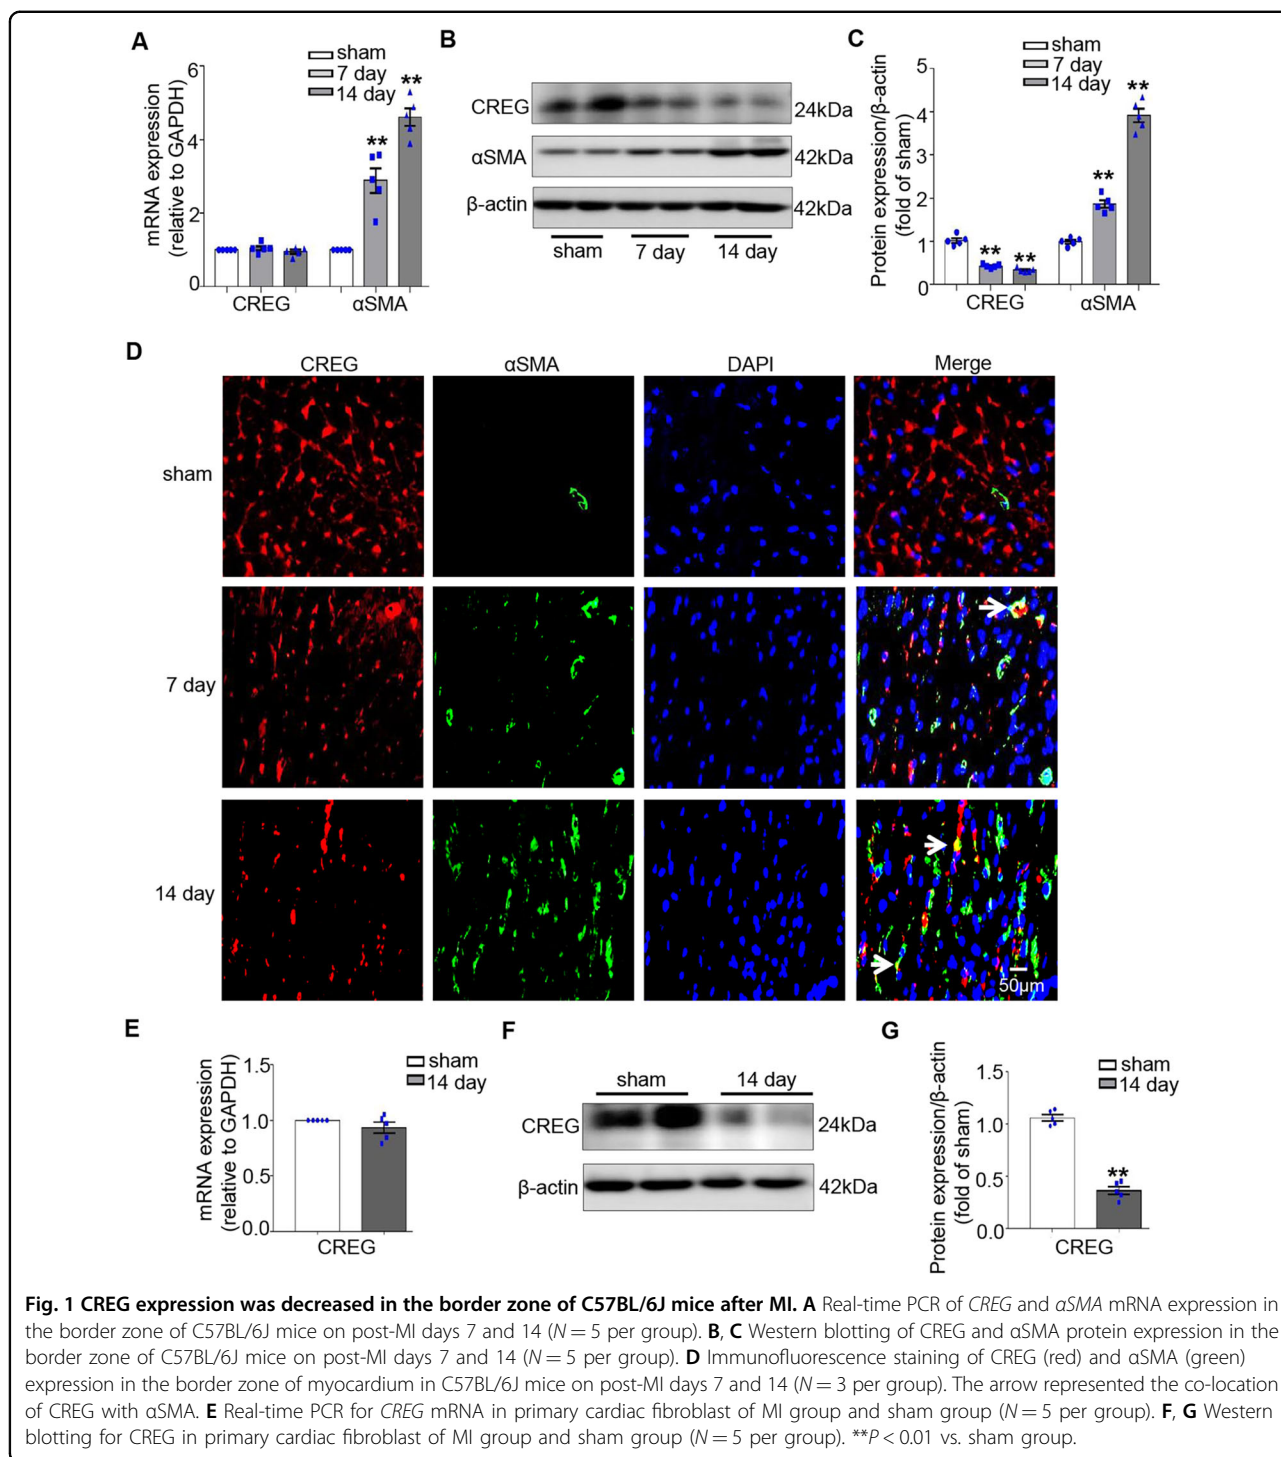 A
mRNA expression
(relative to GAPDH)
6
4
2
0
sham
7 day
14 day
**
**
CREG
αSMA
B
CREG
24kDa
αSMA
42kDa
β-actin
42kDa
sham
7 day
14 day
C
Protein expression/β-actin
(fold of sham)
5
4
3
2
1
0
sham
7 day
14 day
**
**
**
**
CREG
αSMA
D
CREG
αSMA
DAPI
Merge
sham
7 day
14 day
50μm
E
mRNA expression
(relative to GAPDH)
1.5
1.0
0.5
0.0
sham
14 day
CREG
F
sham
14 day
CREG
24kDa
β-actin
42kDa
G
Protein expression/β-actin
(fold of sham)
1.5
1.0
0.5
0.0
sham
14 day
**
CREG
Fig. 1 CREG expression was decreased in the border zone of C57BL/6J mice after MI. A Real-time PCR of CREG and αSMA mRNA expression in
the border zone of C57BL/6J mice on post-MI days 7 and 14 (N = 5 per group). B, C Western blotting of CREG and αSMA protein expression in the
border zone of C57BL/6J mice on post-MI days 7 and 14 (N = 5 per group). D Immunofluorescence staining of CREG (red) and αSMA (green)
expression in the border zone of myocardium in C57BL/6J mice on post-MI days 7 and 14 (N = 3 per group). The arrow represented the co-location
of CREG with αSMA. E Real-time PCR for CREG mRNA in primary cardiac fibroblast of MI group and sham group (N = 5 per group). F, G Western
blotting for CREG in primary cardiac fibroblast of MI group and sham group (N = 5 per group). **P < 0.01 vs. sham group.